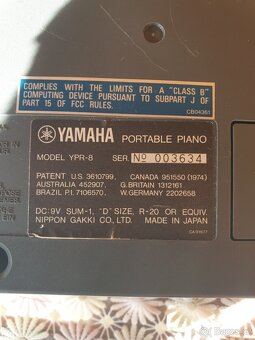 COMPLIES WITH THE LIMITS FOR A "CLASS B"
COMPUTING DEVICE PURSUANT TO SUBPART J OF
PART 15 OF FCC RULES.
CB04361
YAMAHA PORTABLE PIANO
MODEL YPR-8 SER. No 003634
PATENT U.S. 3610799, CANADA 951550 (1974)
AUSTRALIA 452907, G.BRITAIN 1312161
BRAZIL P.I. 7106570, W.GERMANY 2202658
DC: 9V SUM-1, "D" SIZE, R-20 OR EQUIV.
NIPPON GAKKI CO., LTD. MADE IN JAPAN